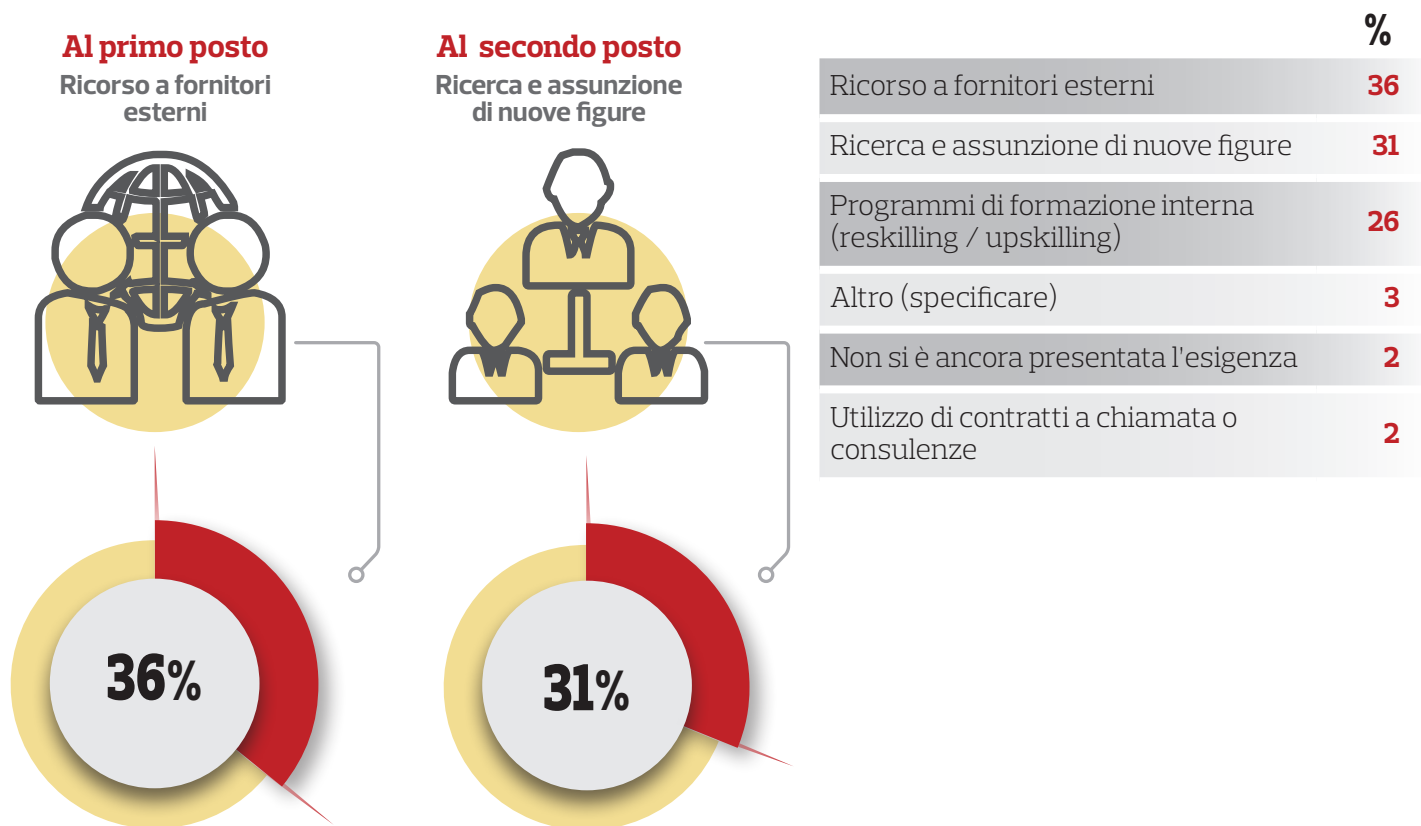 Al primo posto
Ricorso a fornitori
esterni
36%
Al secondo posto
Ricerca e assunzione
di nuove figure
31%
%
Ricorso a fornitori esterni 36
Ricerca e assunzione di nuove figure 31
Programmi di formazione interna
(reskilling / upskilling) 26
Altro (specificare) 3
Non si è ancora presentata l'esigenza 2
Utilizzo di contratti a chiamata o
consulenze 2